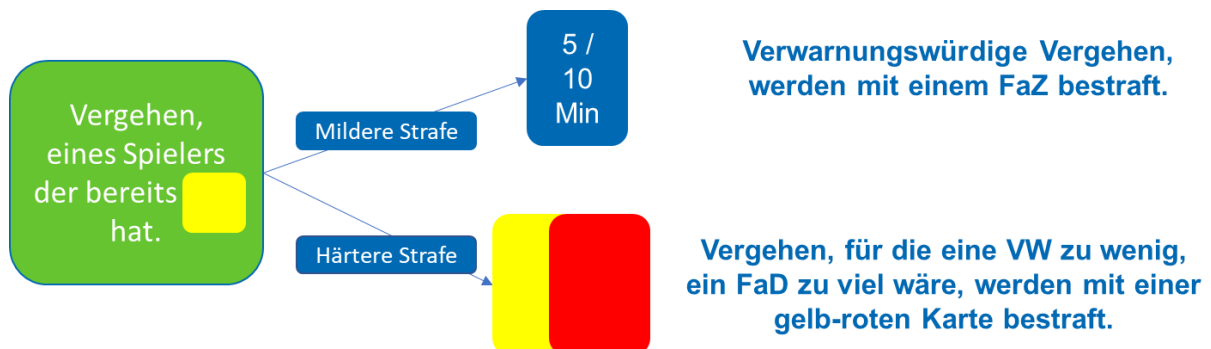 Vergehen,
eines Spielers
der bereits
hat.
Mildere Strafe
5 /
10
Min
Verwarnungswürdige Vergehen,
werden mit einem FaZ bestraft.
Härtere Strafe
Vergehen, für die eine VW zu wenig,
ein FaD zu viel wäre, werden mit einer
gelb-roten Karte bestraft.